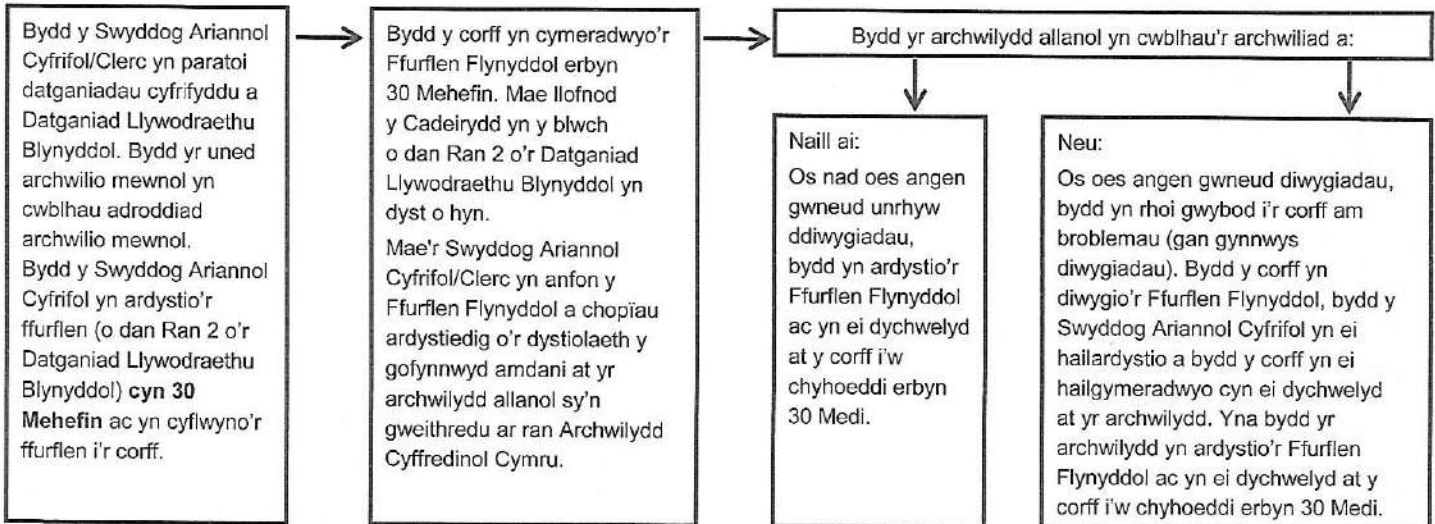 Bydd y Swyddog Ariannol
Cyfrifol/Clerc yn paratoi
datganiadau cyfrifyddu a
Datganiad Llywodraethu
Blynyddol. Bydd yr uned
archwilio mewnol yn
cwblhau adroddiad
archwilio mewnol.
Bydd y Swyddog Ariannol
Cyfrifol yn ardystio'r
ffurflen (o dan Ran 2 o'r
Datganiad Llywodraethu
Blynyddol) cyn 30
Mehefin ac yn cyflwyno'r
ffurflen i'r corff.
Bydd y corff yn cymeradwyo'r
Ffurflen Flynyddol erbyn
30 Mehefin. Mae llofnod
y Cadeirydd yn y blwch
o dan Ran 2 o'r Datganiad
Llywodraethu Blynyddol yn
dyst o hyn.
Mae'r Swyddog Ariannol
Cyfrifol/Clerc yn anfon y
Ffurflen Flynyddol a chopïau
ardystiedig o'r dystiolaeth y
gofynnwyd amdani at yr
archwilydd allanol sy'n
gweithredu ar ran Archwilydd
Cyffredinol Cymru.
Bydd yr archwilydd allanol yn cwblhau'r archwiliad a:
Naill ai:
Os nad oes angen
gwneud unrhyw
ddiwygiadau,
bydd yn ardystio'r
Ffurflen Flynyddol
ac yn ei dychwelyd
at y corff i'w
chyhoeddi erbyn
30 Medi.
Neu:
Os oes angen gwneud diwygiadau,
bydd yn rhoi gwybod i'r corff am
broblemau (gan gynnwys
diwygiadau). Bydd y corff yn
diwygio'r Ffurflen Flynyddol, bydd y
Swyddog Ariannol Cyfrifol yn ei
hailardystio a bydd y corff yn ei
hailgymeradwyo cyn ei dychwelyd
at yr archwilydd. Yna bydd yr
archwilydd yn ardystio'r Ffurflen
Flynyddol ac yn ei dychwelyd at y
corff i'w chyhoeddi erbyn 30 Medi.